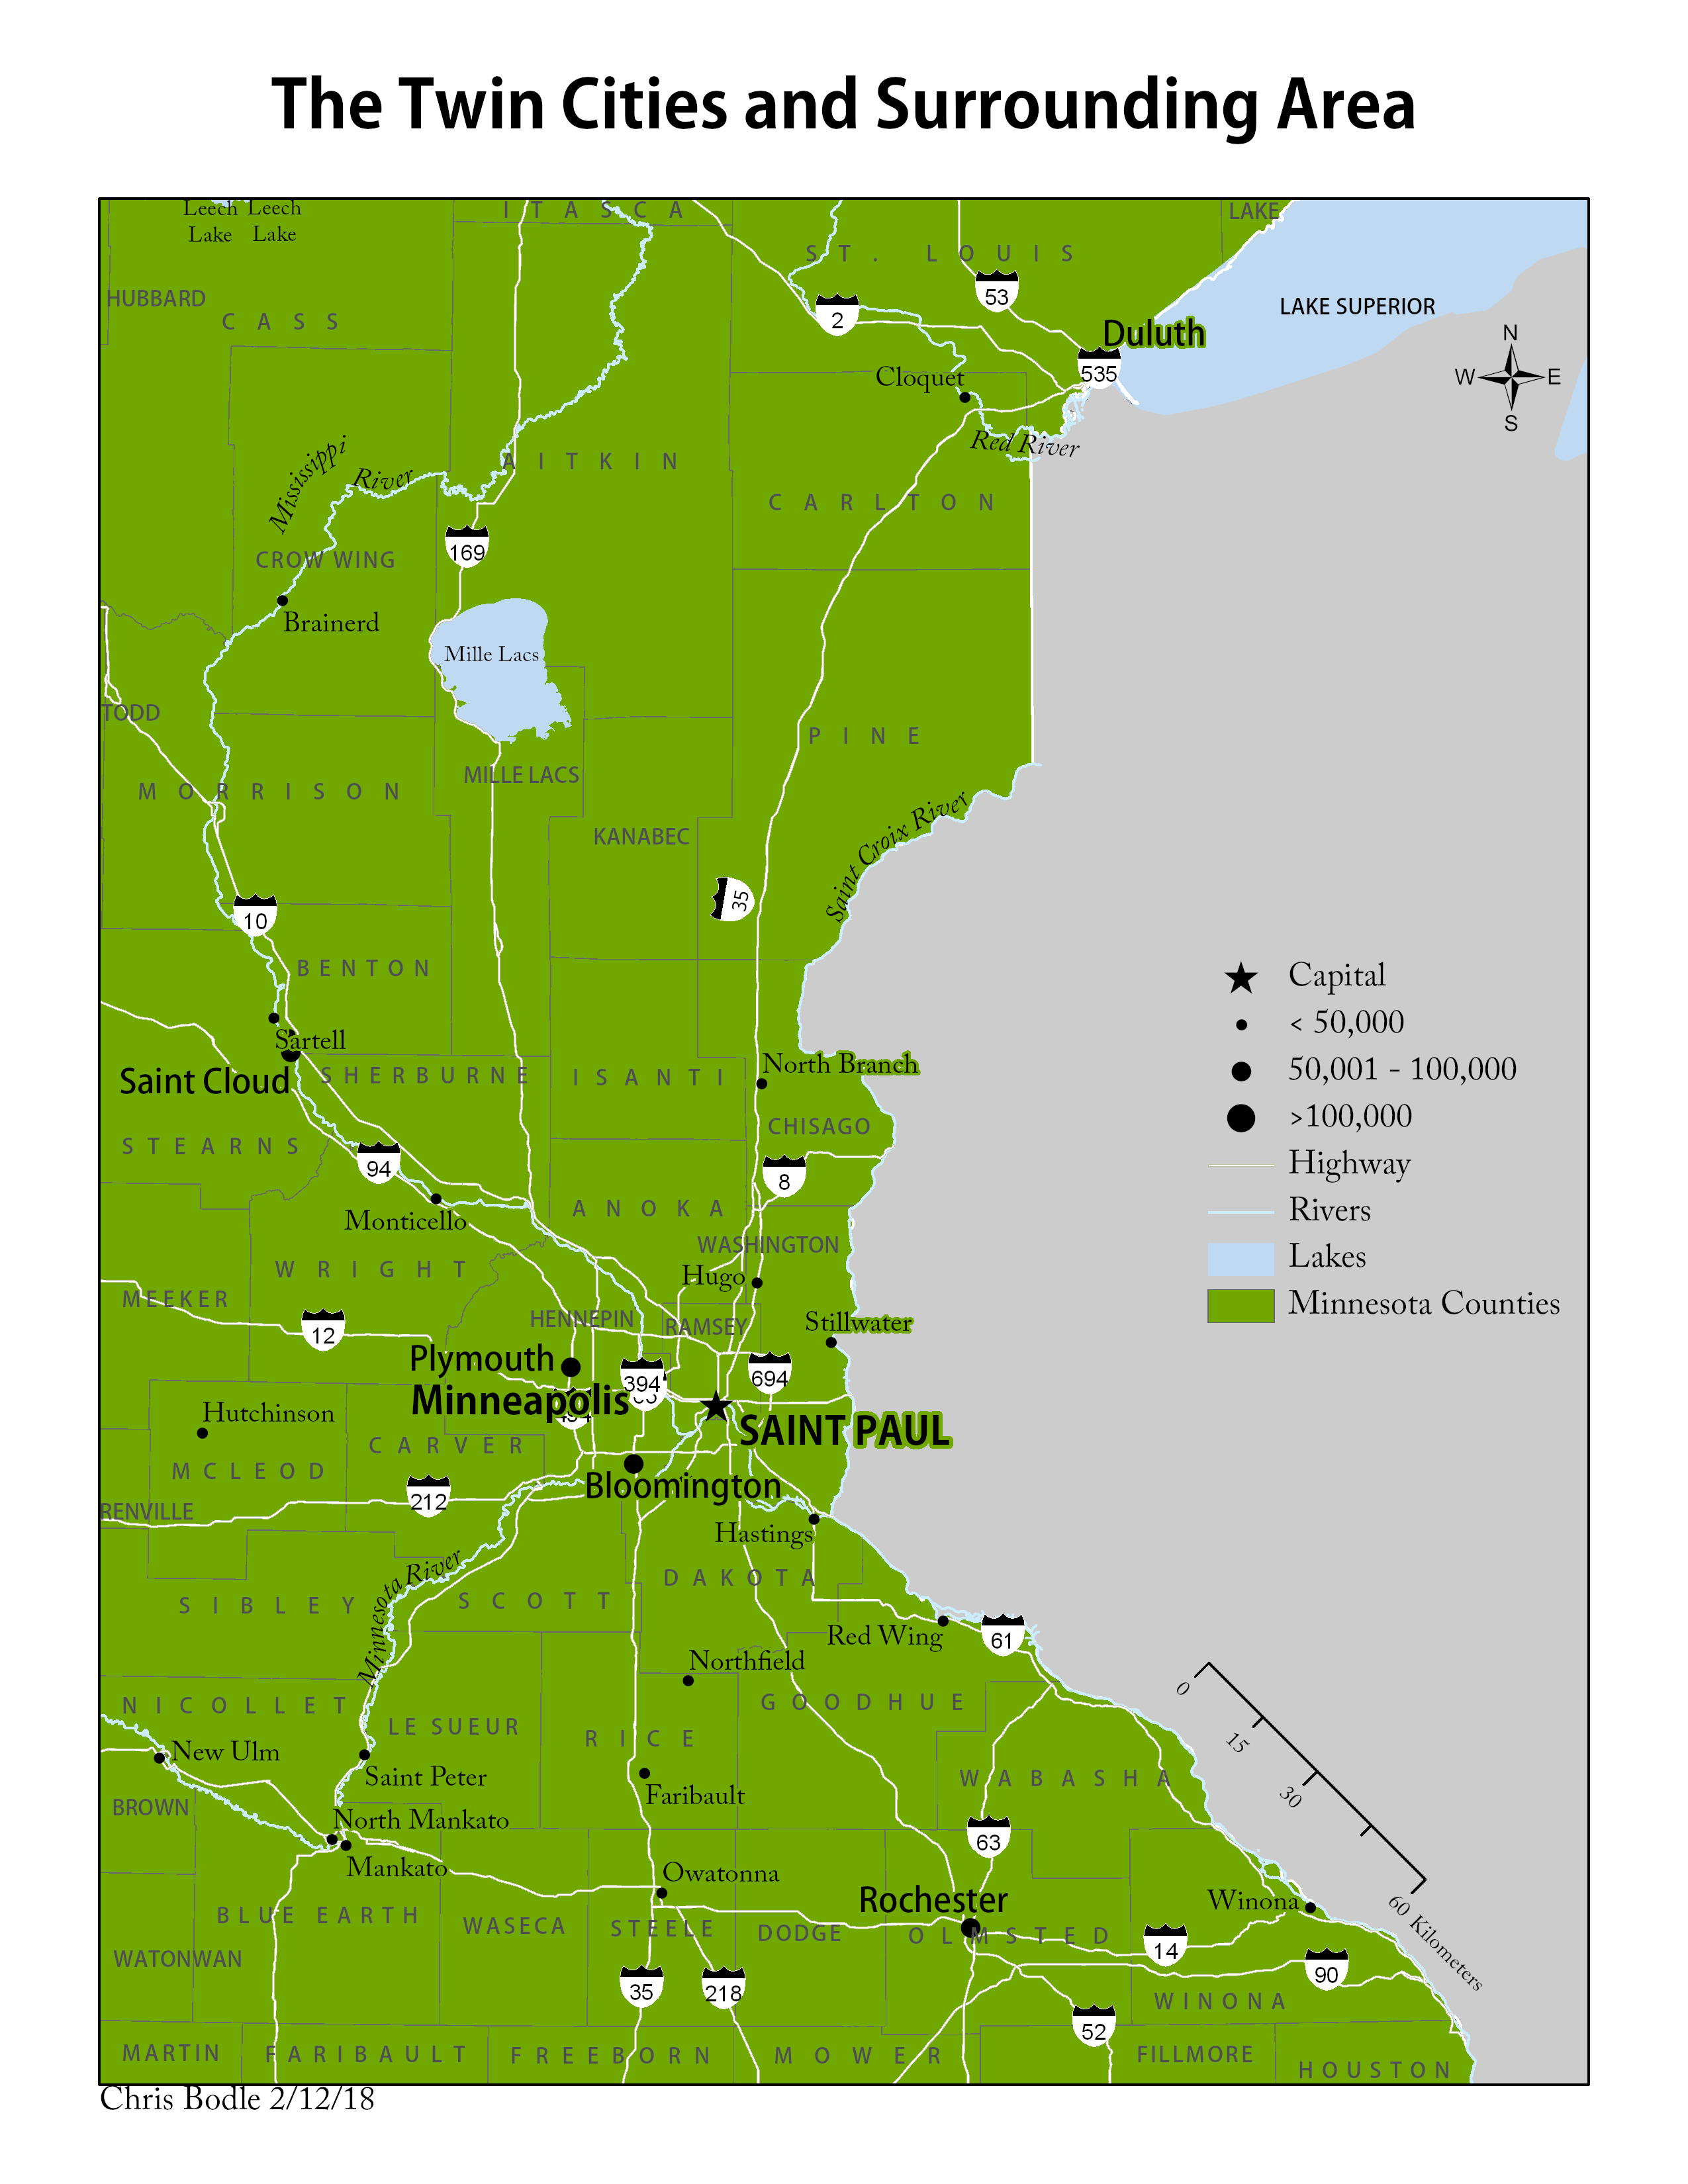 The Twin Cities and Surrounding Area
Leech Leech
Lake Lake
ITASCA
LAKE
ST. LOUIS
HUBBARD
CASS
53
2
LAKE SUPERIOR
Duluth
N
W E
S
535
Cloquet
Red River
Mississippi River
AITKIN
CARLTON
169
CROW WING
Brainerd
Mille Lacs
TODD
PINE
MORRISON
MILLE LACS
KANABEC
Saint Croix River
35
10
BENTON
Capital
< 50,000
50,001 - 100,000
>100,000
Highway
Rivers
Lakes
Minnesota Counties
Sartell
Saint Cloud
SHERBURNE
ISANTI
North Branch
CHISAGO
STEARNS
94
8
Monticello
ANOKA
WASHINGTON
WRIGHT
Hugo
MEEKER
HENNEPIN
RAMSEY
Stillwater
12
Plymouth
394
694
Minneapolis
494
SAINT PAUL
Hutchinson
CARVER
MCLEOD
Bloomington
212
RENVILLE
Hastings
Minnesota River
DAKOTA
SIBLEY
SCOTT
Red Wing
61
Northfield
NICOLLET
GOODHUE
LE SUEUR
RICE
New Ulm
Saint Peter
Faribault
WABASHA
BROWN
North Mankato
Mankato
63
0
15
30
60 Kilometers
Owatonna
Rochester
Winona
BLUE EARTH
WASECA
STEELE
DODGE
OLMSTED
14
WATONWAN
90
35
218
WINONA
52
MARTIN
FARIBAULT
FREEBORN
MOWER
FILLMORE
HOUSTON
Chris Bodle 2/12/18